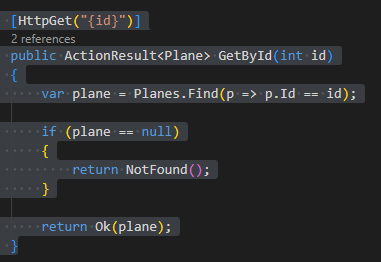 [HttpGet("{id}")]
2 references
public ActionResult<Plane> GetById(int id)
{
    var plane = Planes.Find(p => p.Id == id);
    if (plane == null)
    {
        return NotFound();
    }
    return Ok(plane);
}